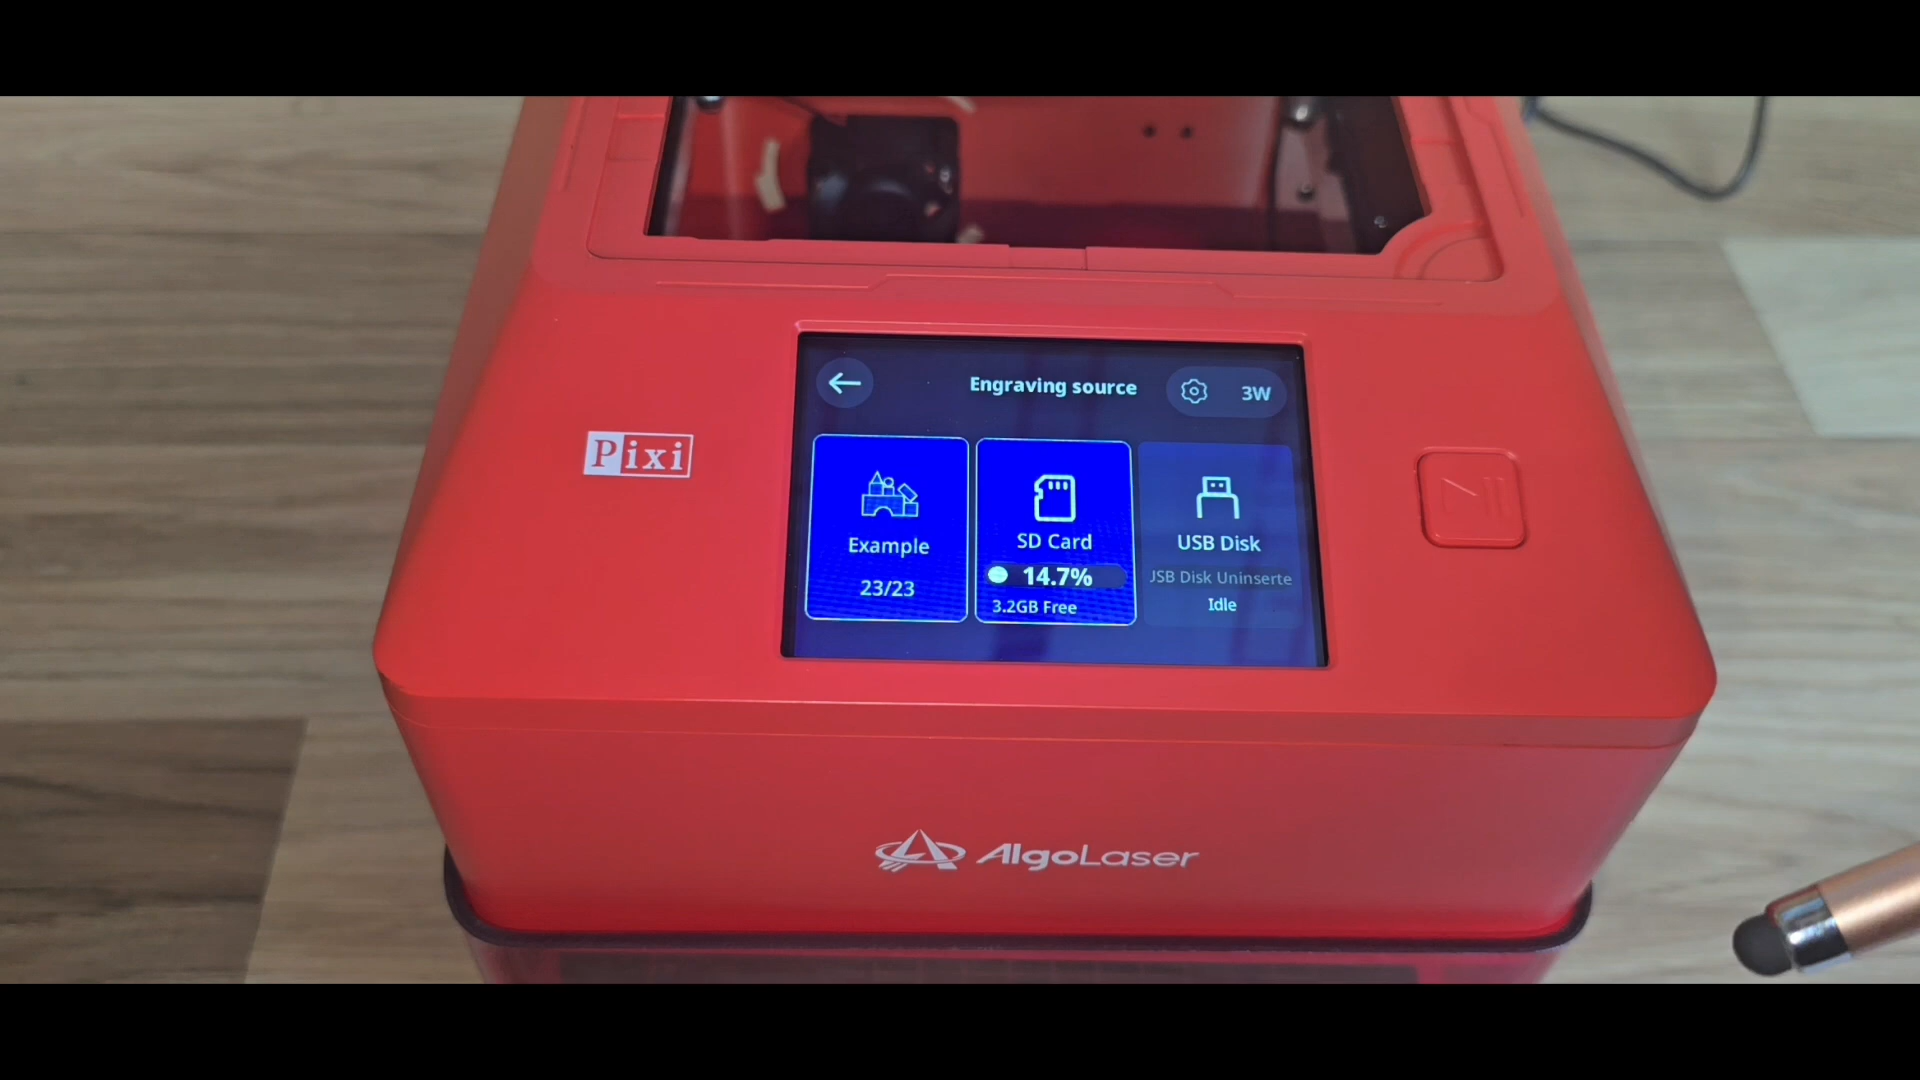 Engraving source
3W
Example
23/23
SD Card
14.7%
3.2GB Free
USB Disk
JSB Disk Uninserte
Idle
Pixi
AlgoLaser